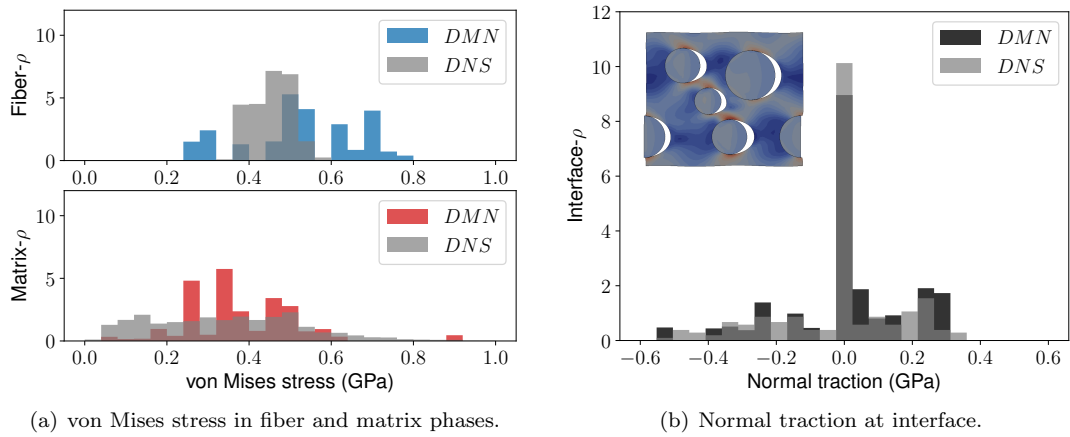 10
5
0
Fiber-ρ
DMN
DNS
0.0 0.2 0.4 0.6 0.8 1.0
10
5
0
Matrix-ρ
DMN
DNS
0.0 0.2 0.4 0.6 0.8 1.0
von Mises stress (GPa)
(a) von Mises stress in fiber and matrix phases.
12
10
8
6
4
2
0
Interface-ρ
DMN
DNS
−0.6 −0.4 −0.2 0.0 0.2 0.4 0.6
Normal traction (GPa)
(b) Normal traction at interface.